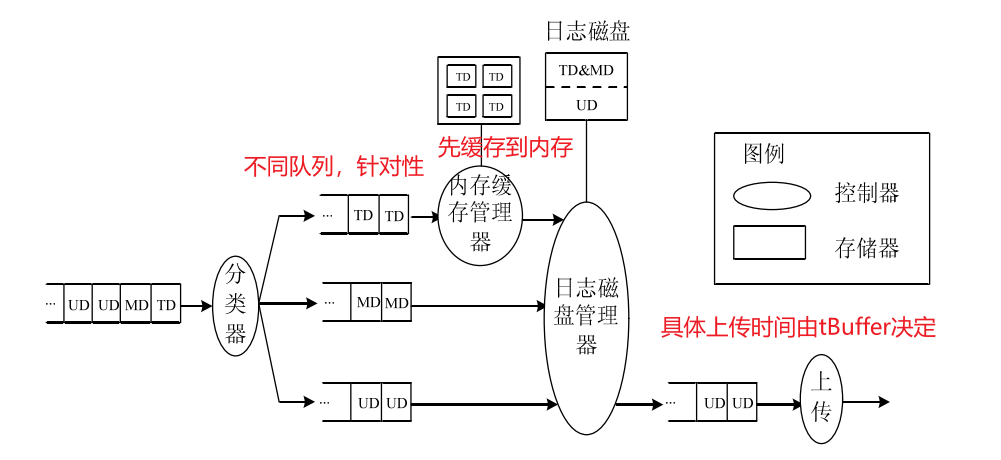 日志磁盘
TD TD
TD TD
TD&MD
UD
先缓存到内存
不同队列，针对性
图例
控制器
存储器
内存缓
存管理
器
... TD TD
... UD UD MD TD
分
类
器
... MD MD
日志磁
盘管理
器
具体上传时间由tBuffer决定
... UD UD
... UD UD
上
传